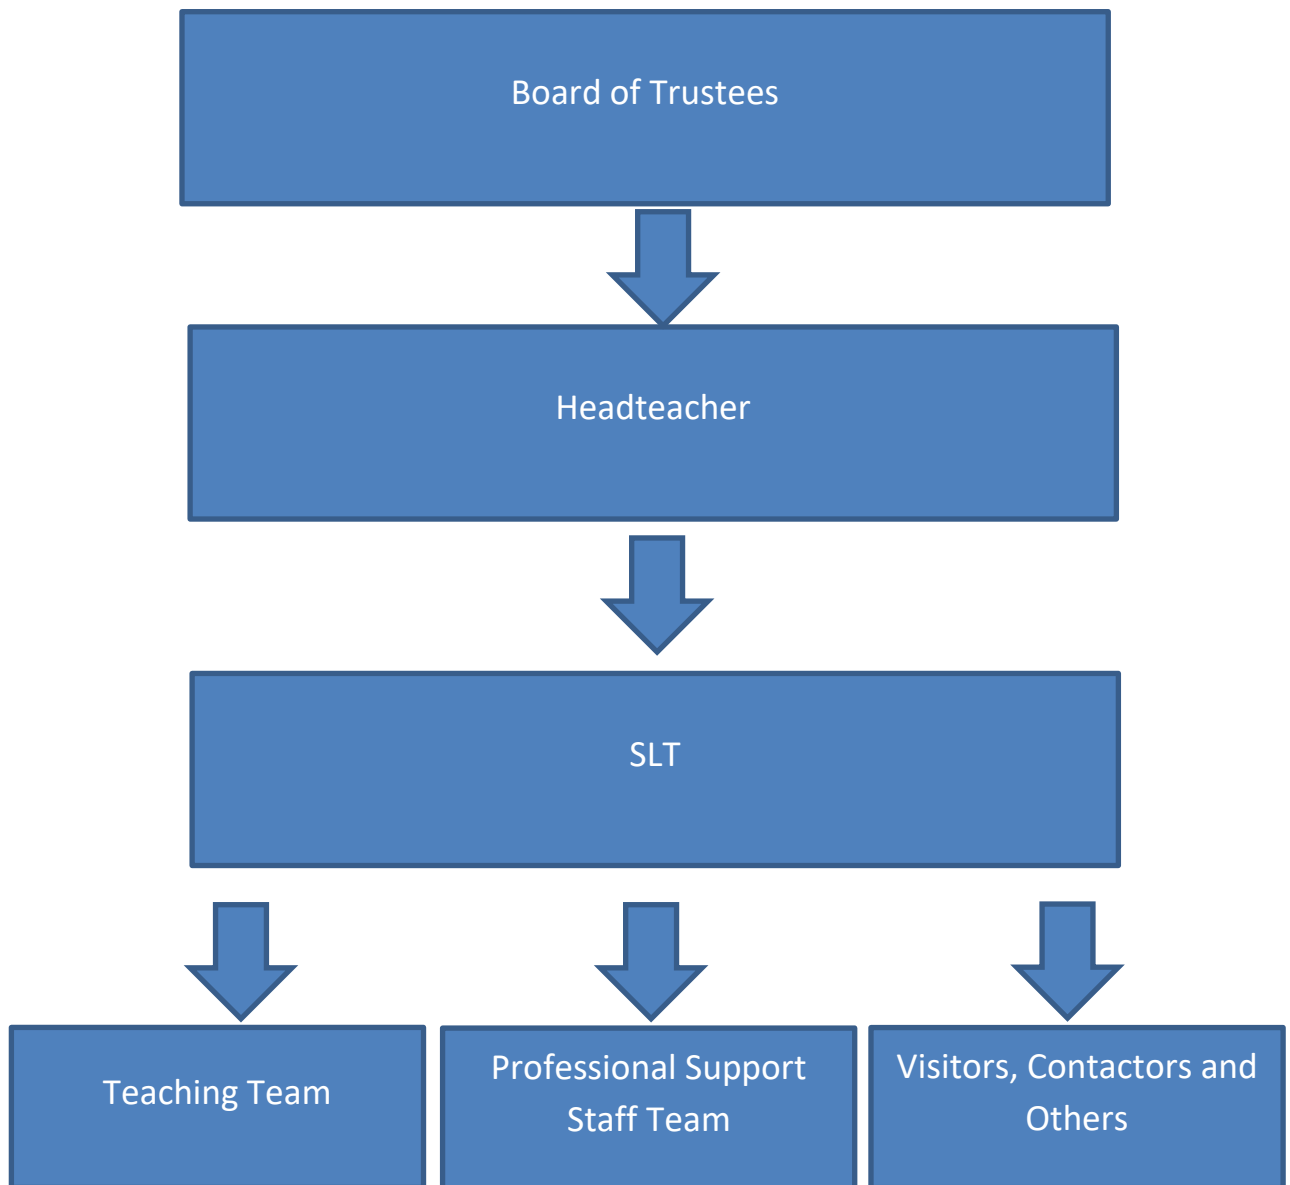 Board of Trustees
Headteacher
SLT
Teaching Team
Professional Support
Staff Team
Visitors, Contactors and
Others